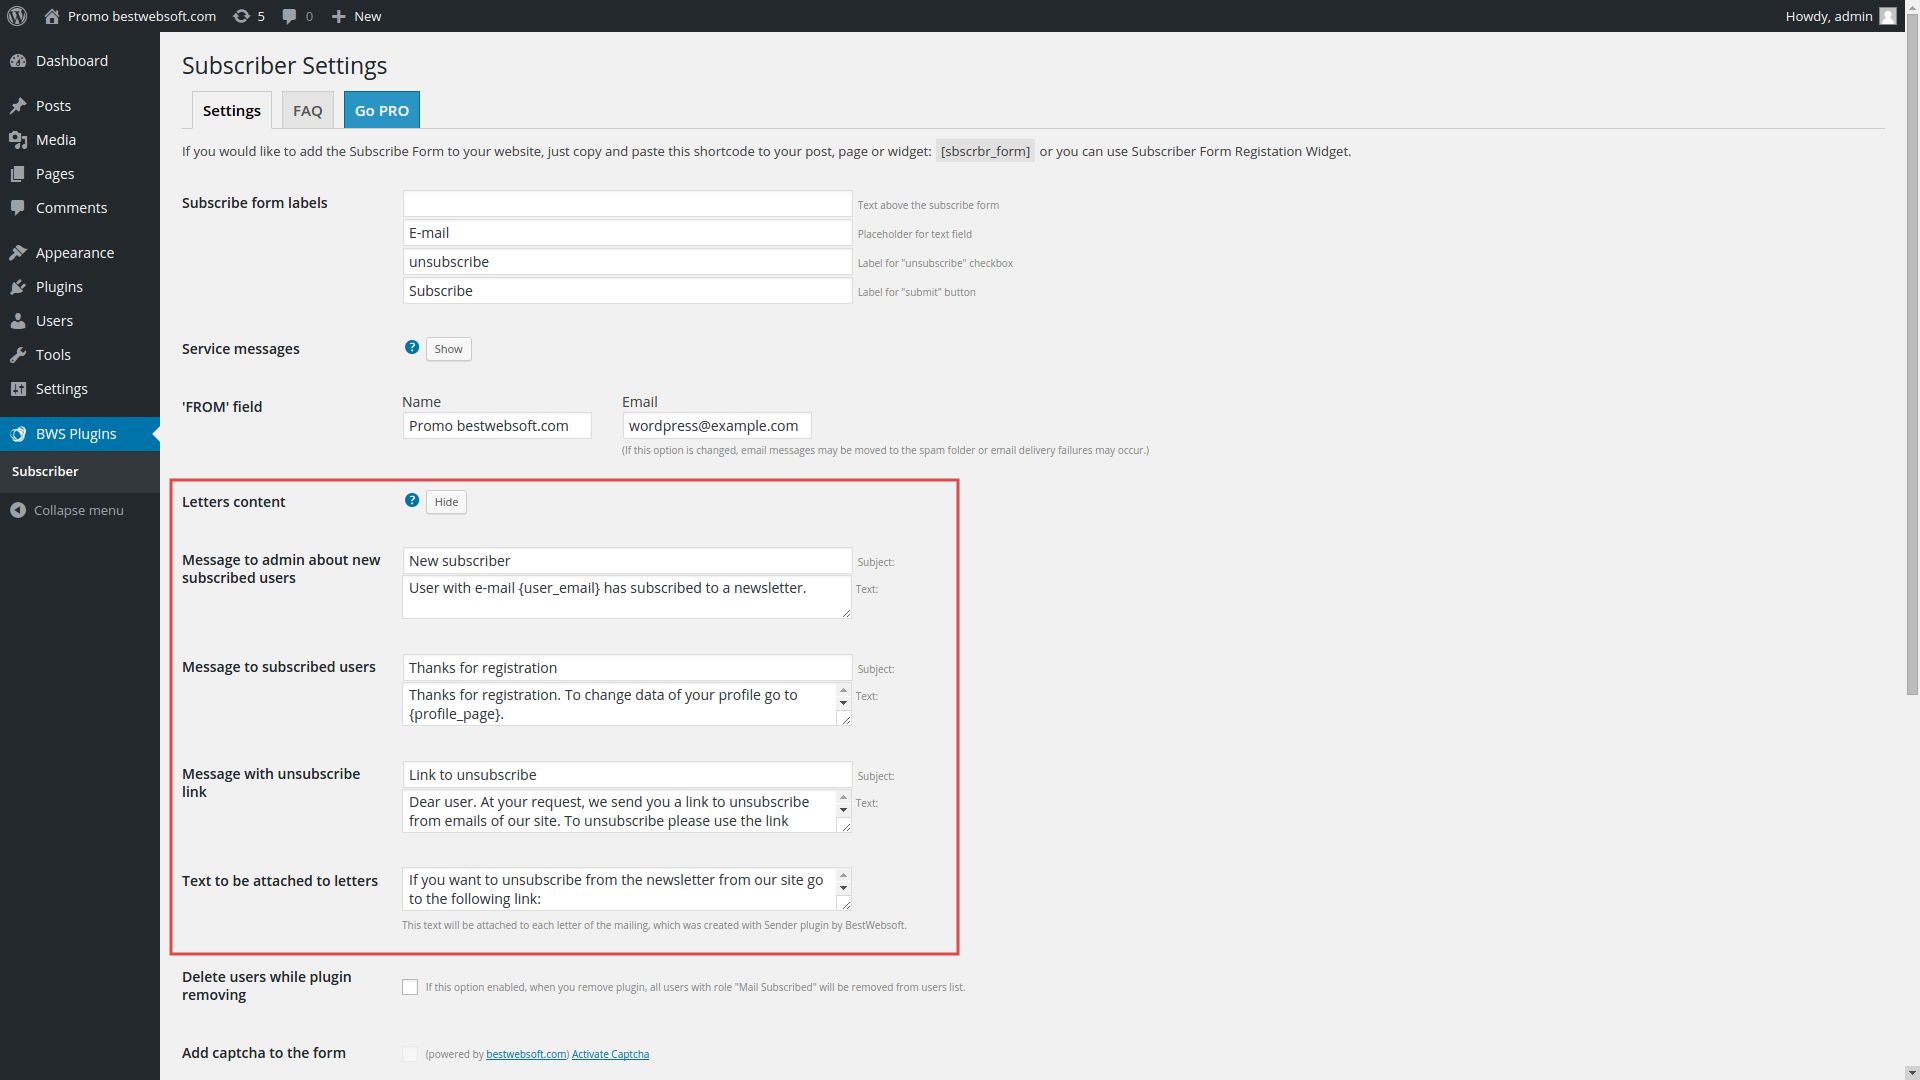 Promo bestwebsoft.com 5 0 New Howdy, admin
Dashboard
Posts
Media
Pages
Comments
Appearance
Plugins
Users
Tools
Settings
BWS Plugins
Subscriber
Collapse menu
Subscriber Settings
Settings FAQ Go PRO
If you would like to add the Subscribe Form to your website, just copy and paste this shortcode to your post, page or widget: [sbscrbr_form] or you can use Subscriber Form Registation Widget.
Subscribe form labels
Text above the subscribe form
E-mail Placeholder for text field
unsubscribe Label for "unsubscribe" checkbox
Subscribe Label for "submit" button
Service messages ? Show
'FROM' field
Name Email
Promo bestwebsoft.com wordpress@example.com
(If this option is changed, email messages may be moved to the spam folder or email delivery failures may occur.)
Letters content ? Hide
Message to admin about new
subscribed users
New subscriber Subject:
User with e-mail {user_email} has subscribed to a newsletter. Text:
Message to subscribed users
Thanks for registration Subject:
Thanks for registration. To change data of your profile go to Text:
{profile_page}.
Message with unsubscribe
link
Link to unsubscribe Subject:
Dear user. At your request, we send you a link to unsubscribe Text:
from emails of our site. To unsubscribe please use the link
Text to be attached to letters
If you want to unsubscribe from the newsletter from our site go
to the following link:
This text will be attached to each letter of the mailing, which was created with Sender plugin by BestWebsoft.
Delete users while plugin
removing
If this option enabled, when you remove plugin, all users with role "Mail Subscribed" will be removed from users list.
Add captcha to the form (powered by bestwebsoft.com) Activate Captcha